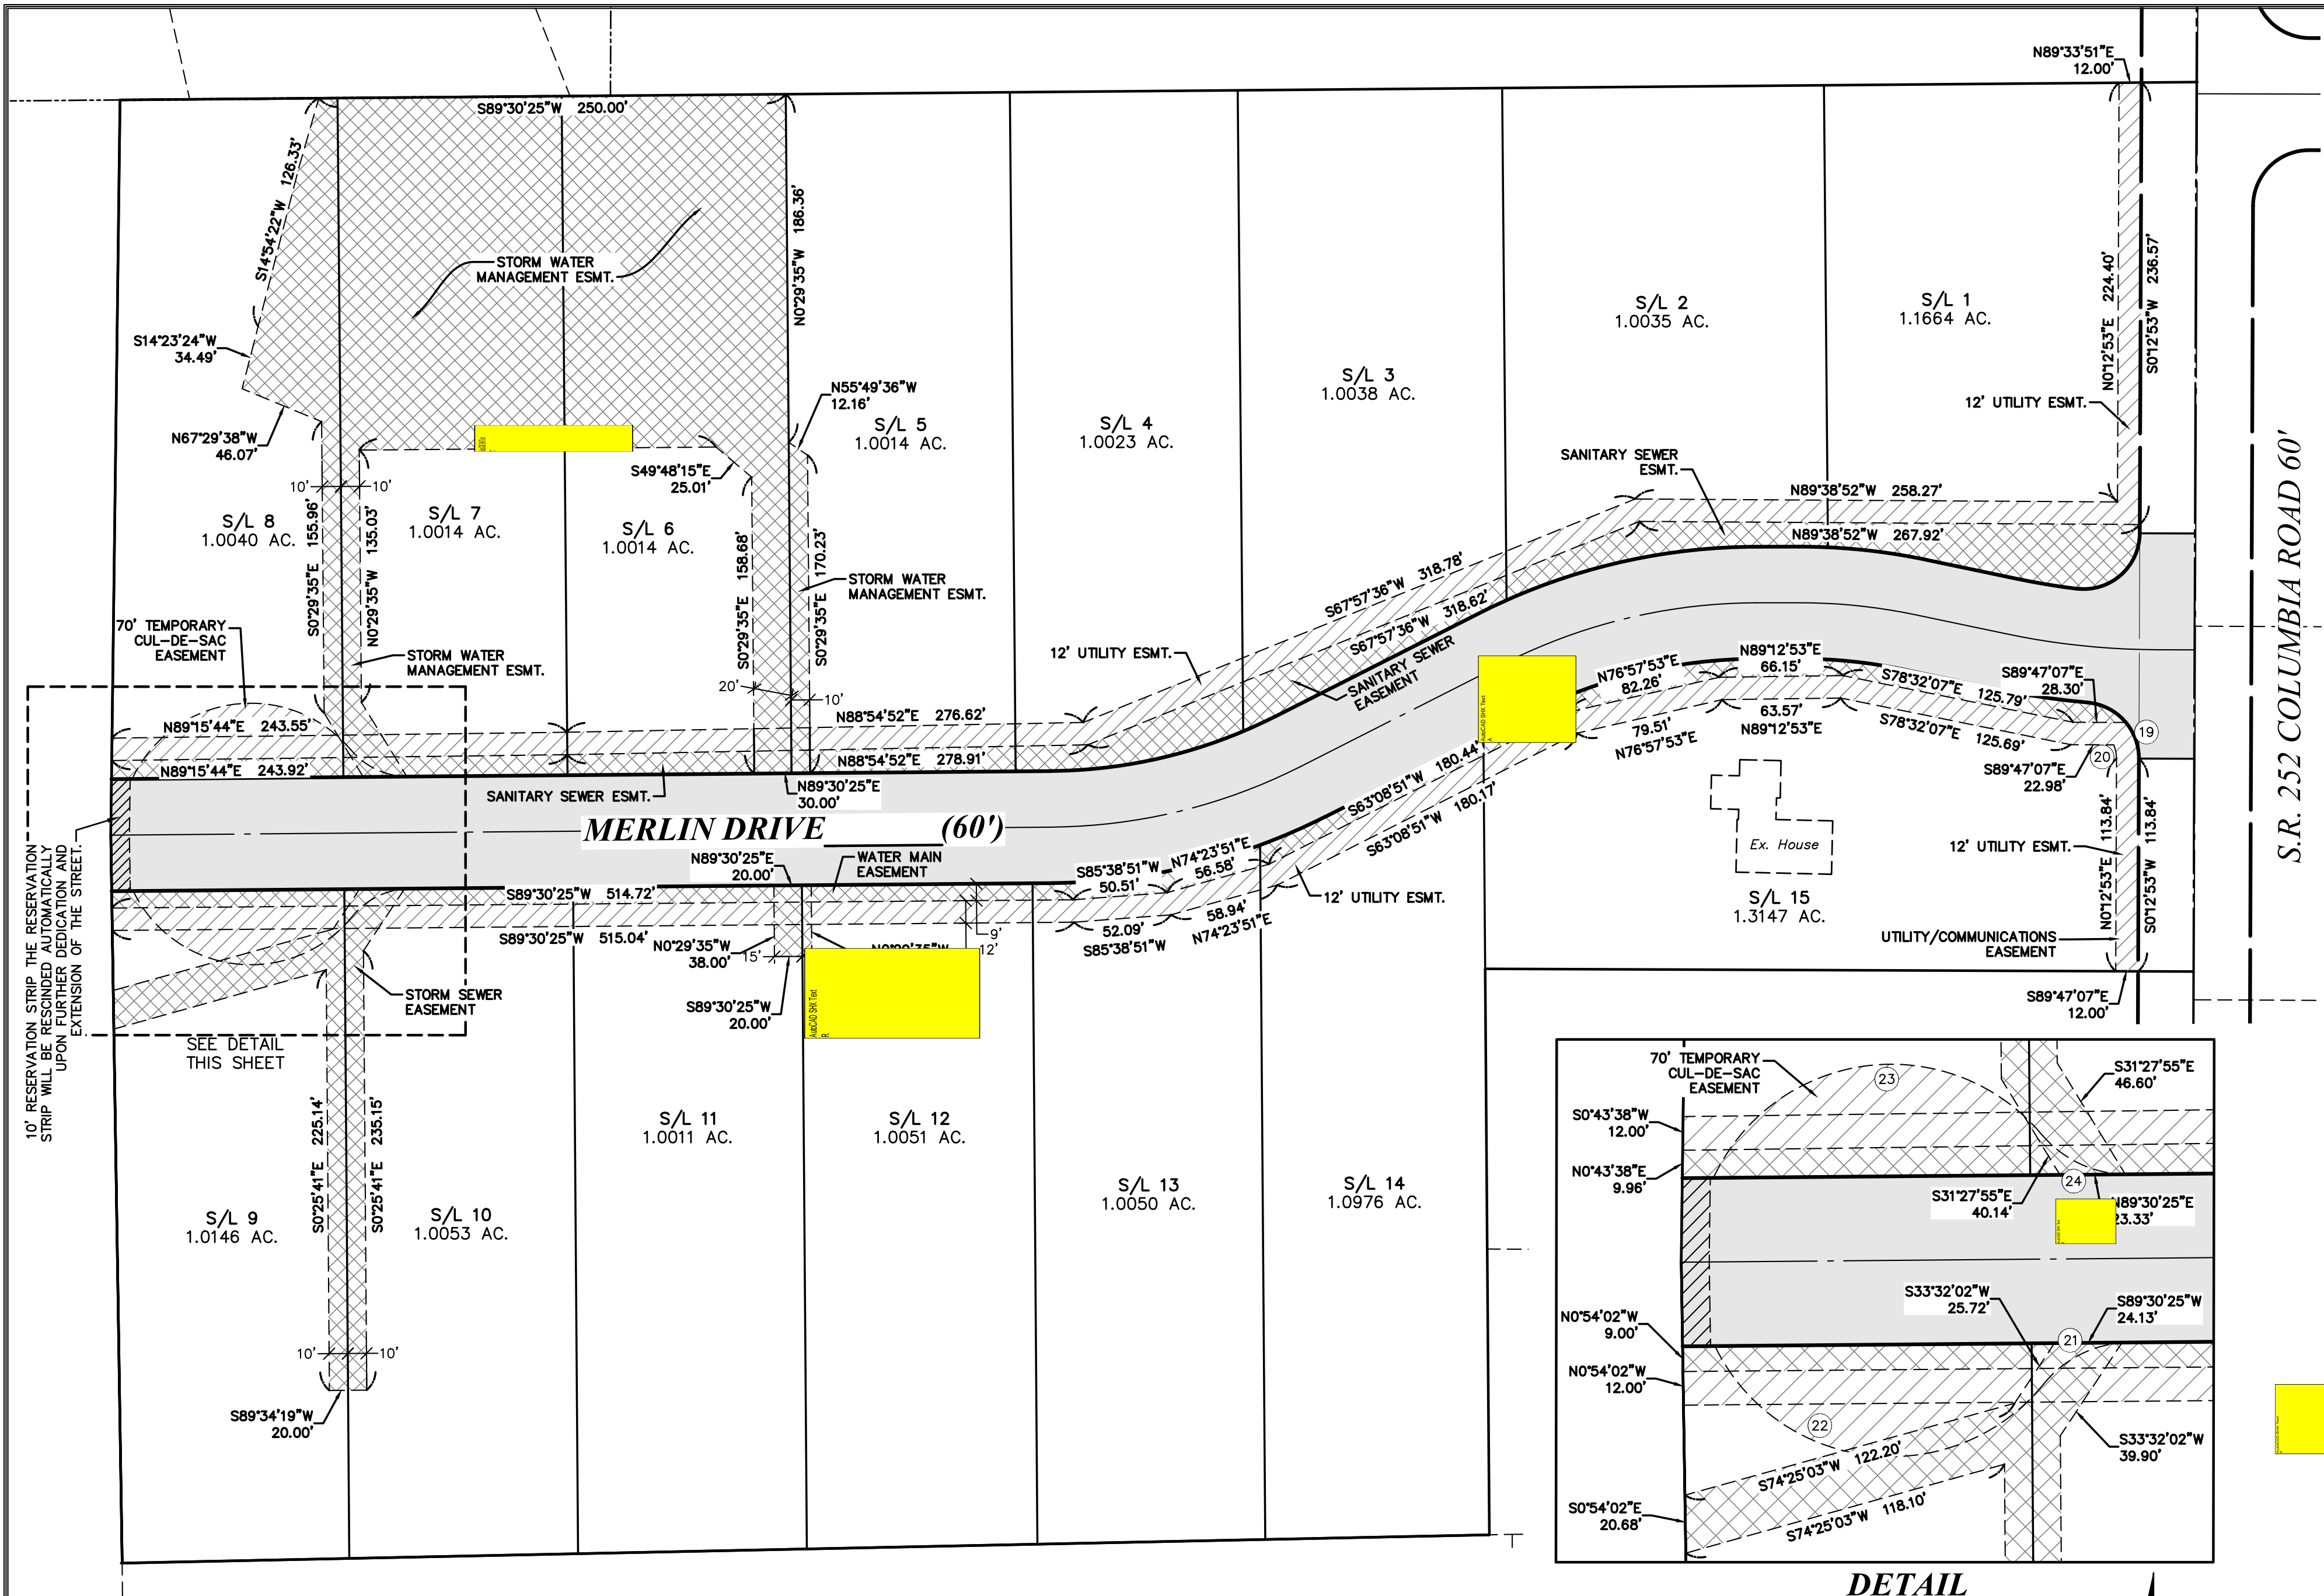 N89°33'51"E
12.00'
S89°30'25"W 250.00'
S14°54'22"W 126.33'
N0°29'35"W 186.36'
STORM WATER
MANAGEMENT ESMT.
S14°23'24"W
34.49'
N67°29'38"W
46.07'
N55°49'36"W
12.16'
S49°48'15"E
25.01'
S/L 1
1.1664 AC.
S/L 2
1.0035 AC.
S/L 3
1.0038 AC.
S/L 4
1.0023 AC.
S/L 5
1.0014 AC.
S/L 6
1.0014 AC.
S/L 7
1.0014 AC.
S/L 8
1.0040 AC.
N0°12'53"E 224.40'
S0°12'53"W 236.57'
12' UTILITY ESMT.
S.R. 252 COLUMBIA ROAD 60'
10'
10'
S0°29'35"E 155.96'
N0°29'35"W 135.03'
S0°29'35"E 158.68'
S0°29'35"E 170.23'
STORM WATER
MANAGEMENT ESMT.
STORM WATER
MANAGEMENT ESMT.
20'
10'
SANITARY SEWER
ESMT.
N89°38'52"W 258.27'
N89°38'52"W 267.92'
S67°57'36"W 318.78'
S67°57'36"W 318.62'
SANITARY SEWER
EASEMENT
12' UTILITY ESMT.
70' TEMPORARY
CUL-DE-SAC
EASEMENT
N89°15'44"E 243.55'
N89°15'44"E 243.92'
N88°54'52"E 276.62'
N88°54'52"E 278.91'
SANITARY SEWER ESMT.
N89°30'25"E
30.00'
MERLIN DRIVE (60')
AutoCAD SHX Text
A
N76°57'53"E
82.26'
N89°12'53"E
66.15'
S78°32'07"E 125.79'
S89°47'07"E
28.30'
79.51'
N76°57'53"E
63.57'
N89°12'53"E
S78°32'07"E 125.69'
S89°47'07"E
22.98'
19
20
S63°08'51"W 180.44'
S63°08'51"W 180.17'
Ex. House
S/L 15
1.3147 AC.
N0°12'53"E 113.84'
S0°12'53"W 113.84'
12' UTILITY ESMT.
UTILITY/COMMUNICATIONS
EASEMENT
S89°47'07"E
12.00'
10' RESERVATION STRIP THE RESERVATION
STRIP WILL BE RESCINDED AUTOMATICALLY
UPON FURTHER DEDICATION AND
EXTENSION OF THE STREET.
N89°30'25"E
20.00'
WATER MAIN
EASEMENT
S85°38'51"W
50.51'
N74°23'51"E
56.58'
12' UTILITY ESMT.
S89°30'25"W 514.72'
S89°30'25"W 515.04'
52.09'
S85°38'51"W
58.94'
N74°23'51"E
N0°29'35"W
38.00'
15'
9'
12'
S89°30'25"W
20.00'
AutoCAD SHX Text
R
STORM SEWER
EASEMENT
SEE DETAIL
THIS SHEET
S0°25'41"E 225.14'
S0°25'41"E 235.15'
S/L 9
1.0146 AC.
S/L 10
1.0053 AC.
S/L 11
1.0011 AC.
S/L 12
1.0051 AC.
S/L 13
1.0050 AC.
S/L 14
1.0976 AC.
10'
10'
S89°34'19"W
20.00'
70' TEMPORARY
CUL-DE-SAC
EASEMENT
23
S31°27'55"E
46.60'
S0°43'38"W
12.00'
N0°43'38"E
9.96'
S31°27'55"E
40.14'
24
N89°30'25"E
23.33'
S33°32'02"W
25.72'
S89°30'25"W
24.13'
21
N0°54'02"W
9.00'
N0°54'02"W
12.00'
22
S33°32'02"W
39.90'
S74°25'03"W 122.20'
S74°25'03"W 118.10'
S0°54'02"E
20.68'
DETAIL